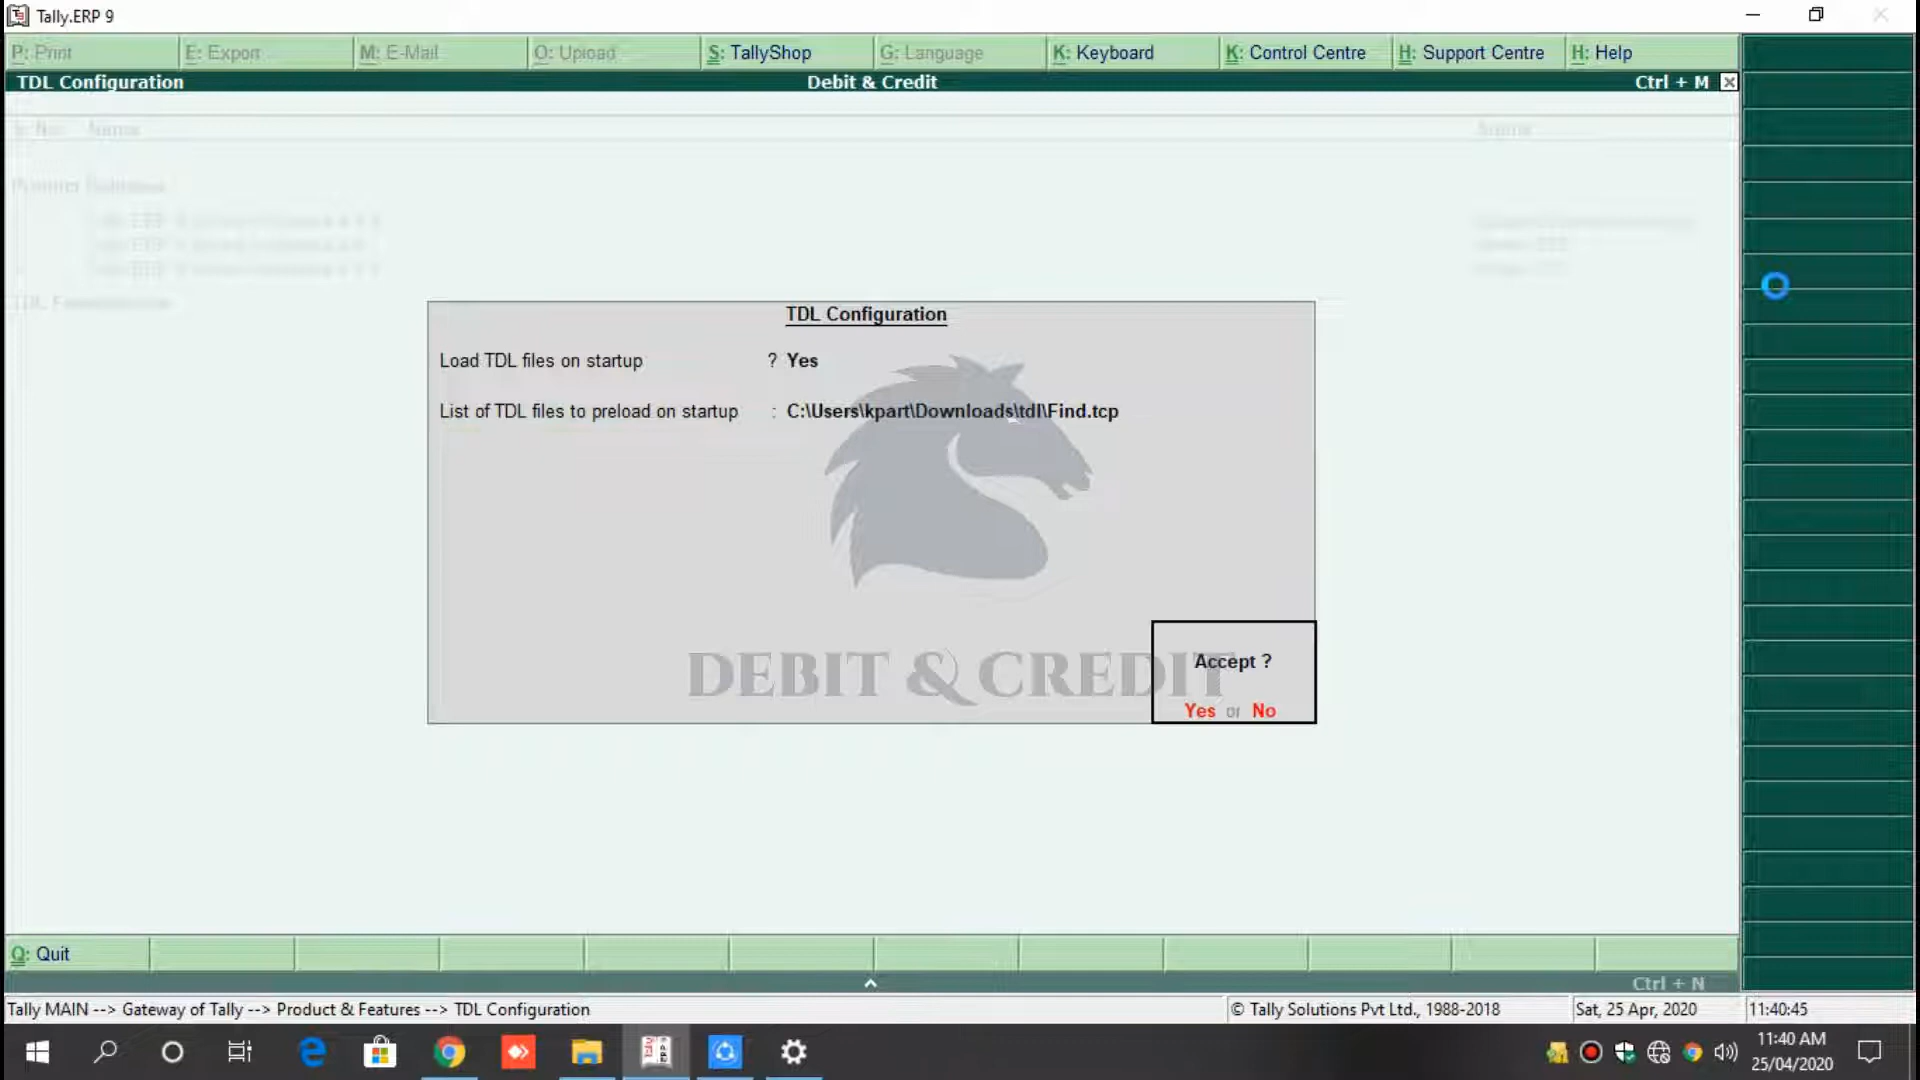 Tally.ERP 9
P: Print E: Export M: E-Mail O: Upload S: TallyShop G: Language K: Keyboard K: Control Centre H: Support Centre H: Help
TDL Configuration Debit & Credit Ctrl + M
Name
TDL Configuration
Load TDL files on startup ? Yes
List of TDL files to preload on startup : C:\Users\kpart\Downloads\tdl\Find.tcp
DEBIT & CREDIT
Accept ?
Yes or No
Q: Quit
Ctrl + N
Tally MAIN --> Gateway of Tally --> Product & Features --> TDL Configuration © Tally Solutions Pvt Ltd., 1988-2018 Sat, 25 Apr, 2020 11:40:45
11:40 AM
25/04/2020